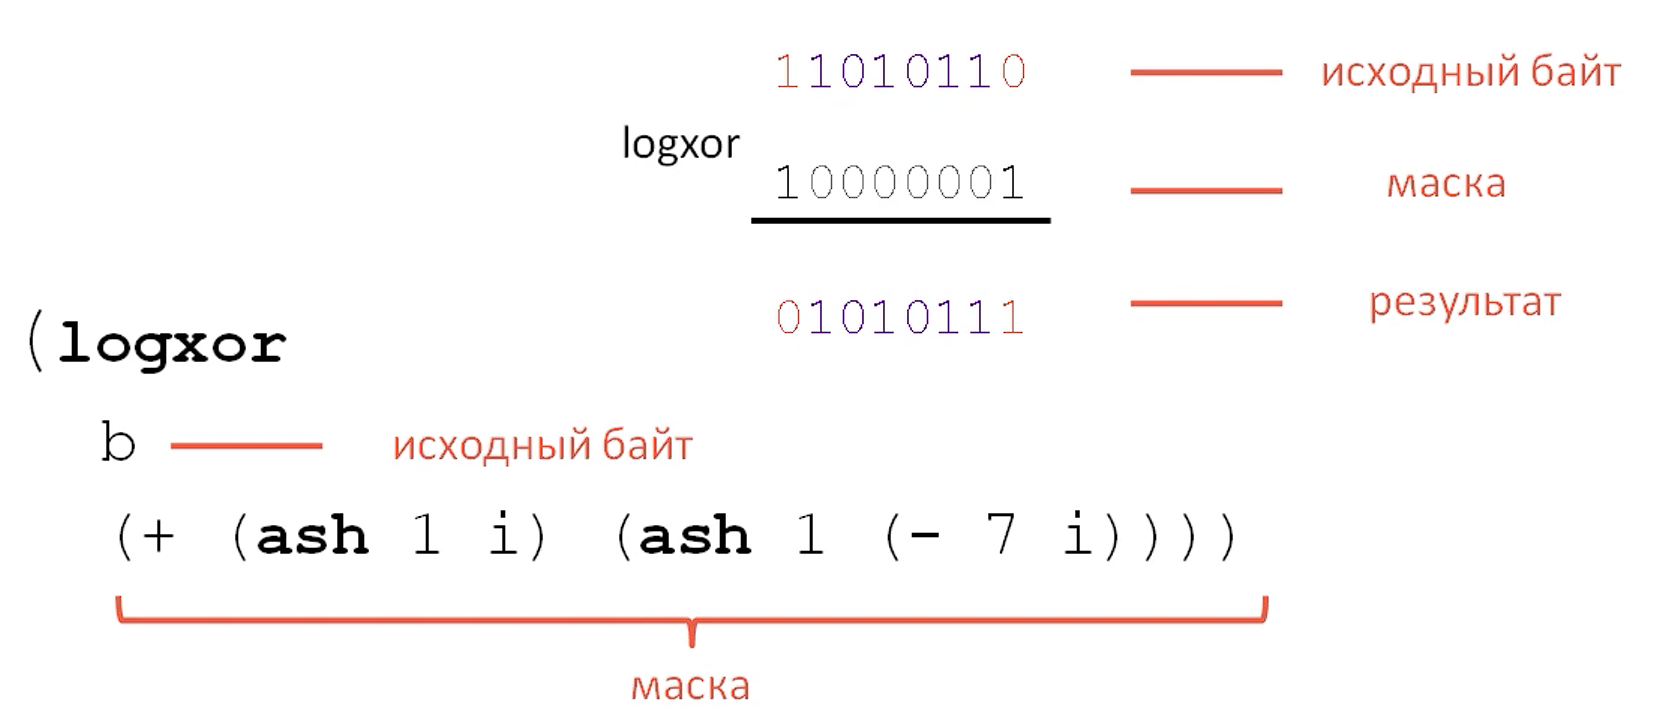 11010110 исходный байт
logxor
10000001 маска
01010111 результат
(logxor
b исходный байт
(+ (ash 1 i) (ash 1 (- 7 i))))
маска